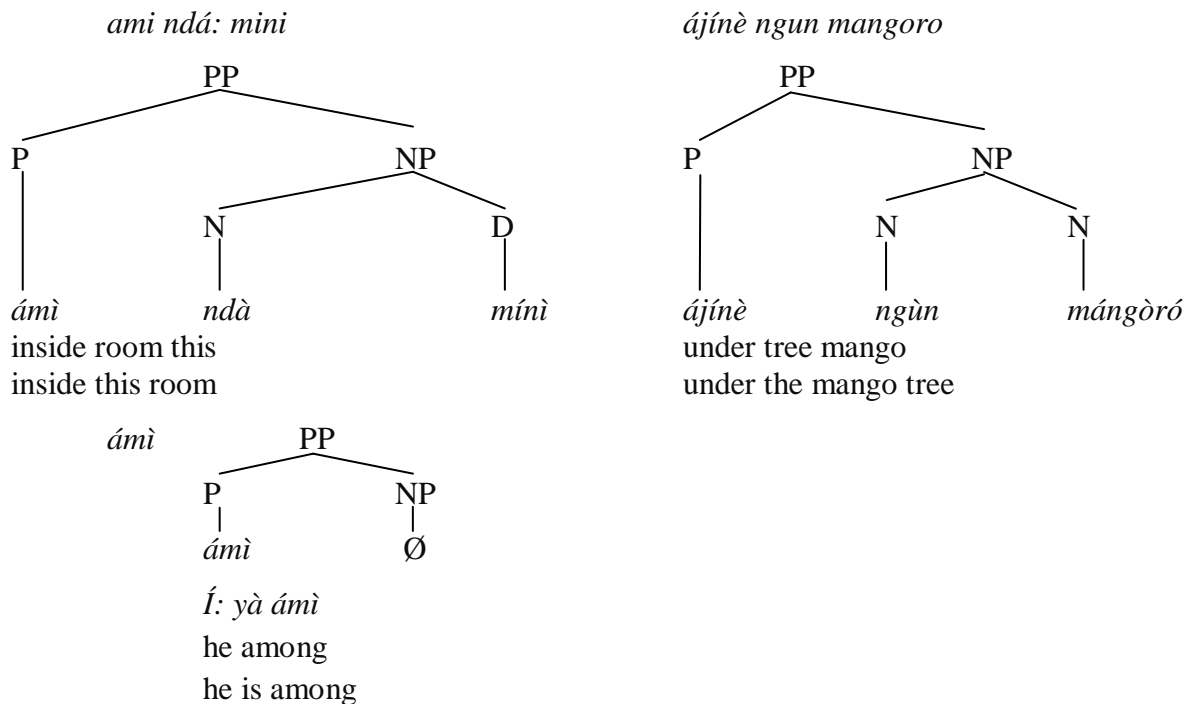 ami ndá: mini
PP
P NP
N D
ámì ndà mínì
inside room this
inside this room
ájínè ngun mangoro
PP
P NP
N N
ájínè ngùn mángòró
under tree mango
under the mango tree
ámì PP
P NP
ámì Ø
Í: yà ámì
he among
he is among